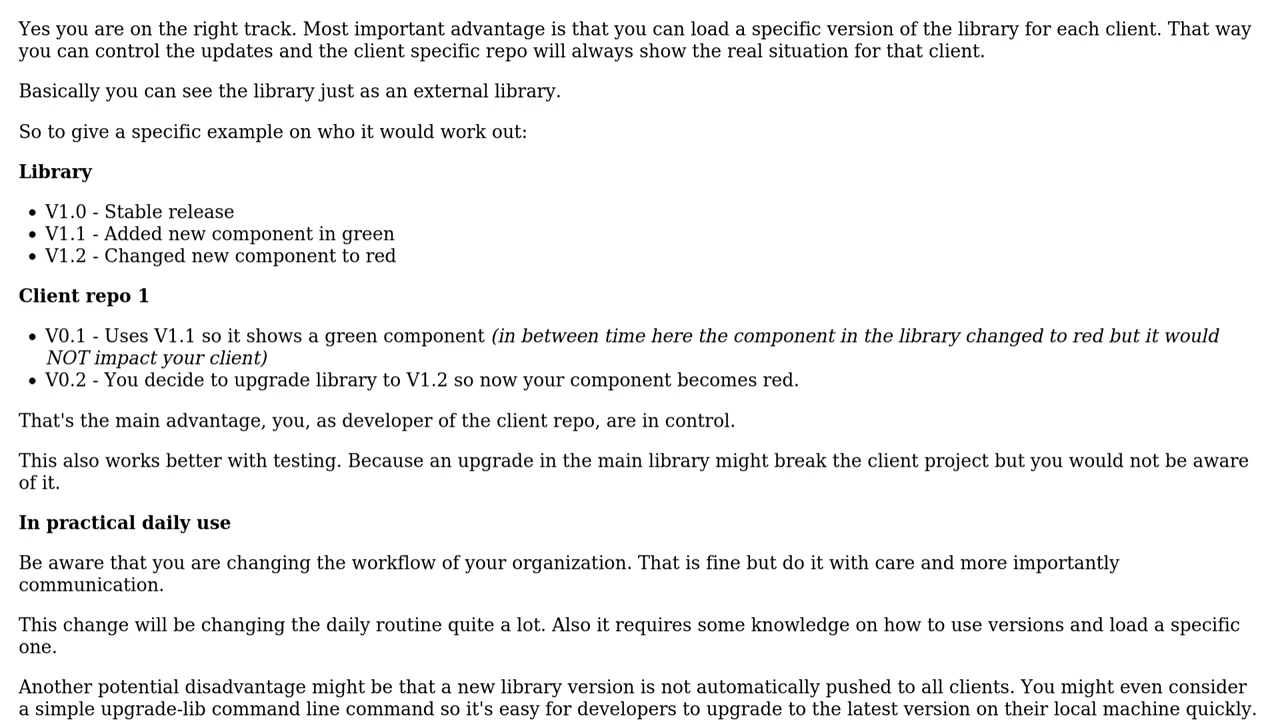 Yes you are on the right track. Most important advantage is that you can load a specific version of the library for each client. That way
you can control the updates and the client specific repo will always show the real situation for that client.
Basically you can see the library just as an external library.
So to give a specific example on who it would work out:
Library
• V1.0 - Stable release
• V1.1 - Added new component in green
• V1.2 - Changed new component to red
Client repo 1
• V0.1 - Uses V1.1 so it shows a green component (in between time here the component in the library changed to red but it would
NOT impact your client)
• V0.2 - You decide to upgrade library to V1.2 so now your component becomes red.
That's the main advantage, you, as developer of the client repo, are in control.
This also works better with testing. Because an upgrade in the main library might break the client project but you would not be aware
of it.
In practical daily use
Be aware that you are changing the workflow of your organization. That is fine but do it with care and more importantly
communication.
This change will be changing the daily routine quite a lot. Also it requires some knowledge on how to use versions and load a specific
one.
Another potential disadvantage might be that a new library version is not automatically pushed to all clients. You might even consider
a simple upgrade-lib command line command so it's easy for developers to upgrade to the latest version on their local machine quickly.